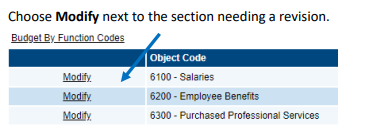 Choose Modify next to the section needing a revision.
Budget By Function Codes
Object Code
Modify 6100 - Salaries
Modify 6200 - Employee Benefits
Modify 6300 - Purchased Professional Services